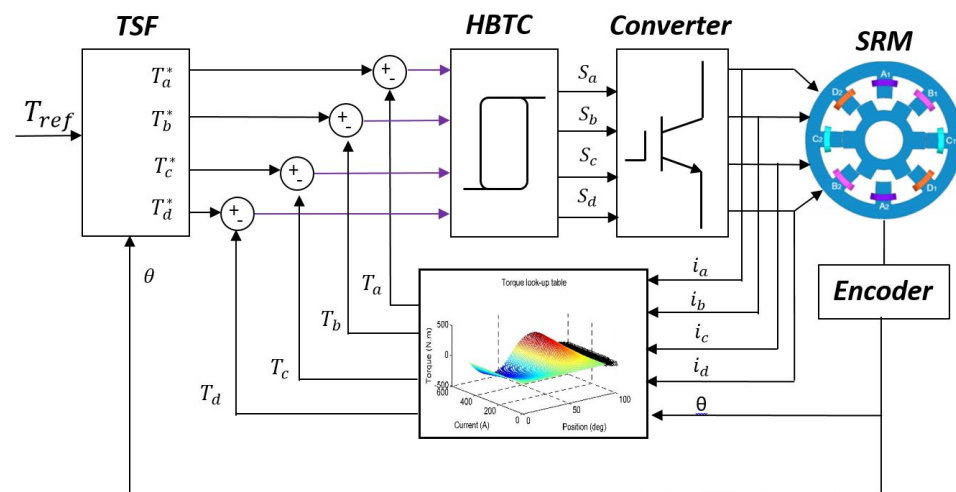 TSF
HBTC
Converter
SRM
T_ref
T_a^*
T_b^*
T_c^*
T_d^*
+
-
+
-
+
-
+
-
S_a
S_b
S_c
S_d
A1
B1
C1
D1
A2
B2
C2
D2
θ
T_a
T_b
T_c
T_d
i_a
i_b
i_c
i_d
θ
Encoder
Torque look-up table
Torque (N.m)
500
0
-500
600
400
200
0
Current (A)
0
50
100
Position (deg)